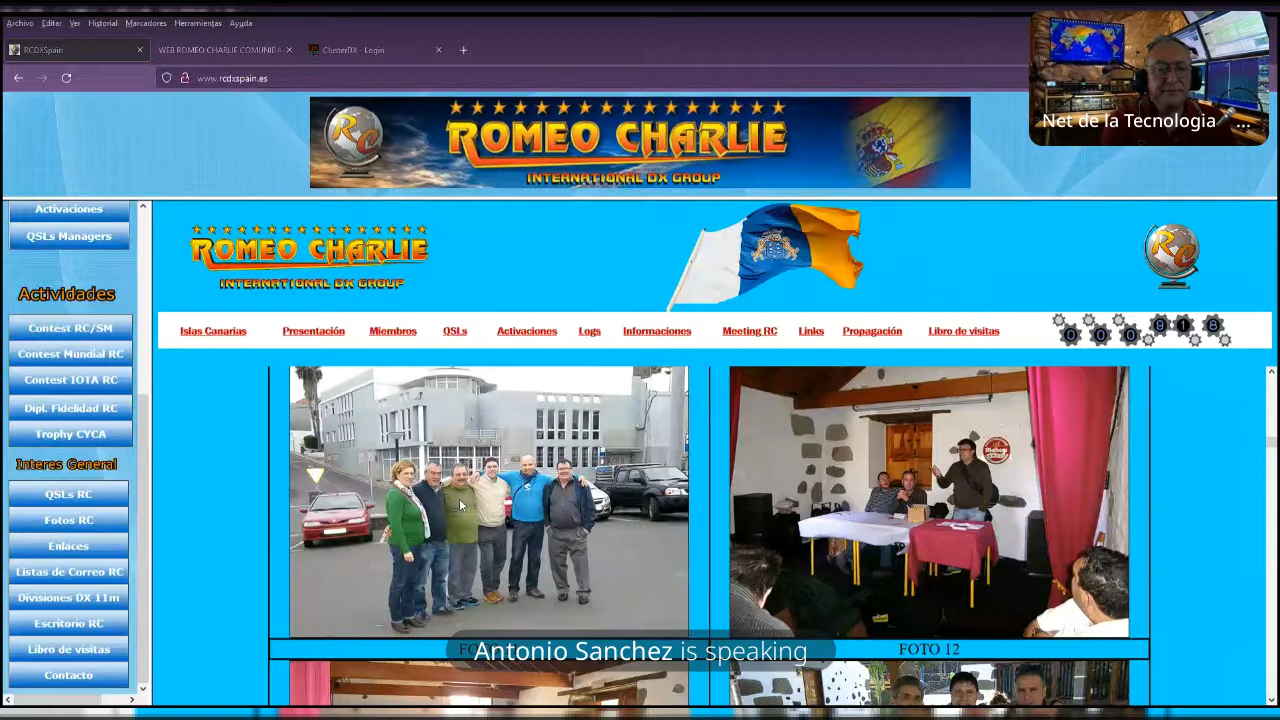 Archivo Editar Ver Historial Marcadores Herramientas Ayuda
RCDXSpain
WEB ROMEO CHARLIE COMUNIDA
ClusterDX - Login
www.rcdxspain.es
Net de la Tecnologia ...
RC
ROMEO CHARLIE
INTERNATIONAL DX GROUP
Activaciones
QSLs Managers
Actividades
Contest RC/SM
Contest Mundial RC
Contest IOTA RC
Dipl. Fidelidad RC
Trophy CYCA
Interes General
QSLs RC
Fotos RC
Enlaces
Listas de Correo RC
Divisiones DX 11m
Escritorio RC
Libro de visitas
Contacto
ROMEO CHARLIE
INTERNATIONAL DX GROUP
RC
Islas Canarias Presentación Miembros QSLs Activaciones Logs Informaciones Meeting RC Links Propagación Libro de visitas
0 0 0 9 1 8
FOTO 12
Antonio Sanchez is speaking